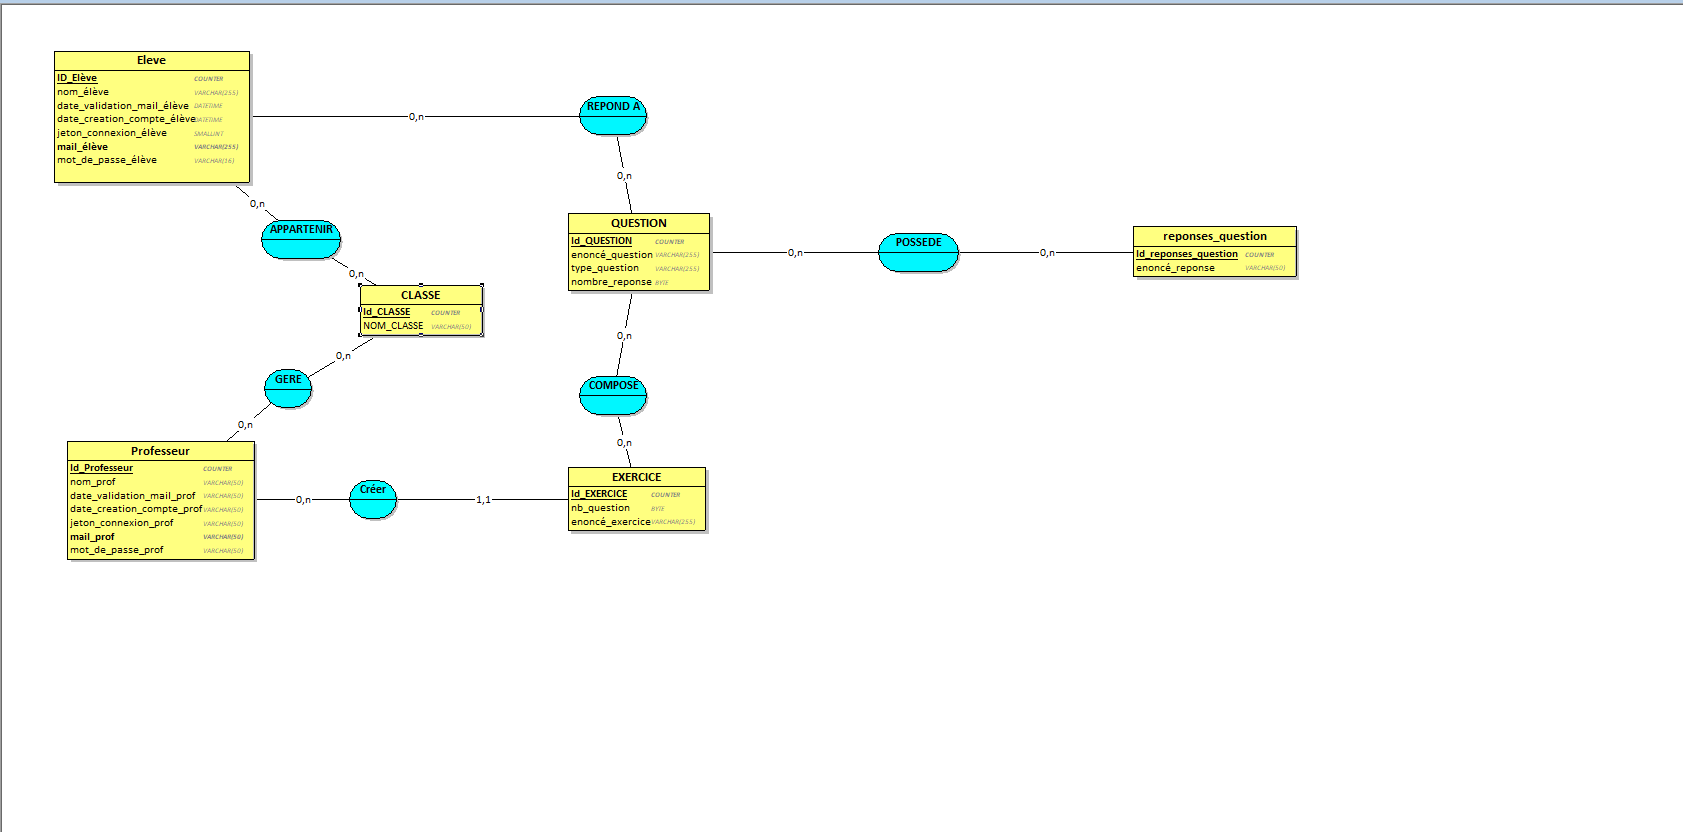 Eleve
ID_Elève COUNTER
nom_élève VARCHAR(255)
date_validation_mail_élève DATETIME
date_creation_compte_élève DATETIME
jeton_connexion_élève SMALLINT
mail_élève VARCHAR(255)
mot_de_passe_élève VARCHAR(16)
0,n
REPOND A
0,n
0,n
APPARTENIR
0,n
CLASSE
Id_CLASSE COUNTER
NOM_CLASSE VARCHAR(50)
0,n
GERE
0,n
QUESTION
Id_QUESTION COUNTER
enoncé_question VARCHAR(255)
type_question VARCHAR(255)
nombre_reponse BYTE
0,n
POSSEDE
0,n
reponses_question
Id_reponses_question COUNTER
enoncé_reponse VARCHAR(50)
0,n
COMPOSE
0,n
Professeur
Id_Professeur COUNTER
nom_prof VARCHAR(50)
date_validation_mail_prof VARCHAR(50)
date_creation_compte_prof VARCHAR(50)
jeton_connexion_prof VARCHAR(50)
mail_prof VARCHAR(50)
mot_de_passe_prof VARCHAR(50)
0,n
Créer
1,1
EXERCICE
Id_EXERCICE COUNTER
nb_question BYTE
enoncé_exercice VARCHAR(255)